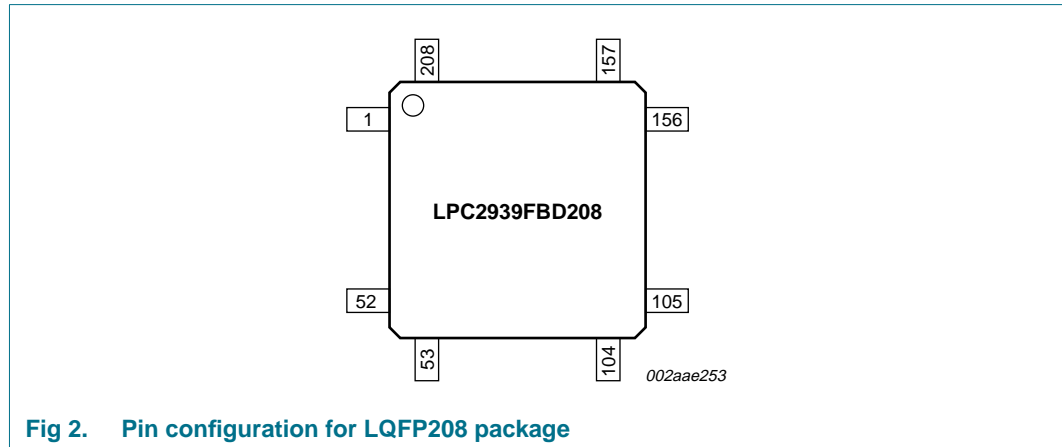 208
157
1
156
LPC2939FBD208
52
105
53
104
002aae253
Fig 2. Pin configuration for LQFP208 package